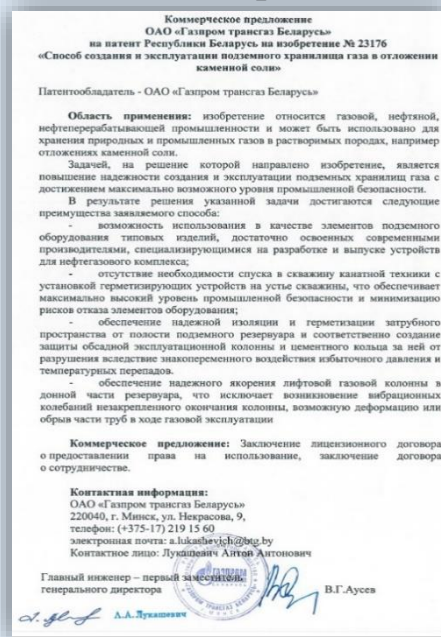 Коммерческое предложение
ОАО «Газпром трансгаз Беларусь»
на патент Республики Беларусь на изобретение № 23176
«Способ создания и эксплуатации подземного хранилища газа в отложении
каменной соли»
Патентообладатель - ОАО «Газпром трансгаз Беларусь»
Область применения: изобретение относится газовой, нефтяной,
нефтеперерабатывающей промышленности и может быть использовано для
хранения природных и промышленных газов в растворимых породах, например
отложениях каменной соли.
Задачей, на решение которой направлено изобретение, является
повышение надежности создания и эксплуатации подземных хранилищ газа с
достижением максимально возможного уровня промышленной безопасности.
В результате решения указанной задачи достигаются следующие
преимущества заявляемого способа:
- возможность использования в качестве элементов подземного
оборудования типовых изделий, достаточно освоенных современными
производителями, специализирующимися на разработке и выпуске устройств
для нефтегазового комплекса;
- отсутствие необходимости спуска в скважину канатной техники с
установкой герметизирующих устройств на устье скважины, что обеспечивает
максимально высокий уровень промышленной безопасности и минимизацию
рисков отказа элементов оборудования;
- обеспечение надежной изоляции и герметизации затрубного
пространства от полости подземного резервуара и соответственно создание
защиты обсадной эксплуатационной колонны и цементного кольца за ней от
разрушения вследствие знакопеременного воздействия избыточного давления и
температурных перепадов.
- обеспечение надежного якорения лифтовой газовой колонны в
донной части резервуара, что исключает возникновение вибрационных
колебаний незакрепленного окончания колонны, возможную деформацию или
обрыв части труб в ходе газовой эксплуатации
Коммерческое предложение: Заключение лицензионного договора
о предоставлении права на использование, заключение договора
о сотрудничестве.
Контактная информация:
ОАО «Газпром трансгаз Беларусь»
220040, г. Минск, ул. Некрасова, 9,
телефон: (+375-17) 219 15 60
электронная почта: a.lukashevich@btg.by
Контактное лицо: Лукашевич Антон Антонович
Главный инженер – первый заместитель
генерального директора В.Г.Аусев
ГАЗПРОМ
А.А. Лукашевич